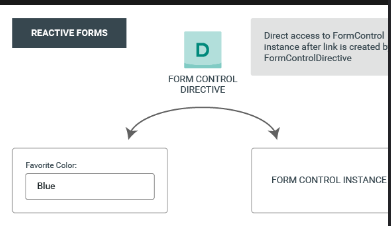 REACTIVE FORMS
D
FORM CONTROL
DIRECTIVE
Direct access to FormControl
instance after link is created b
FormControlDirective
Favorite Color:
Blue
FORM CONTROL INSTANCE